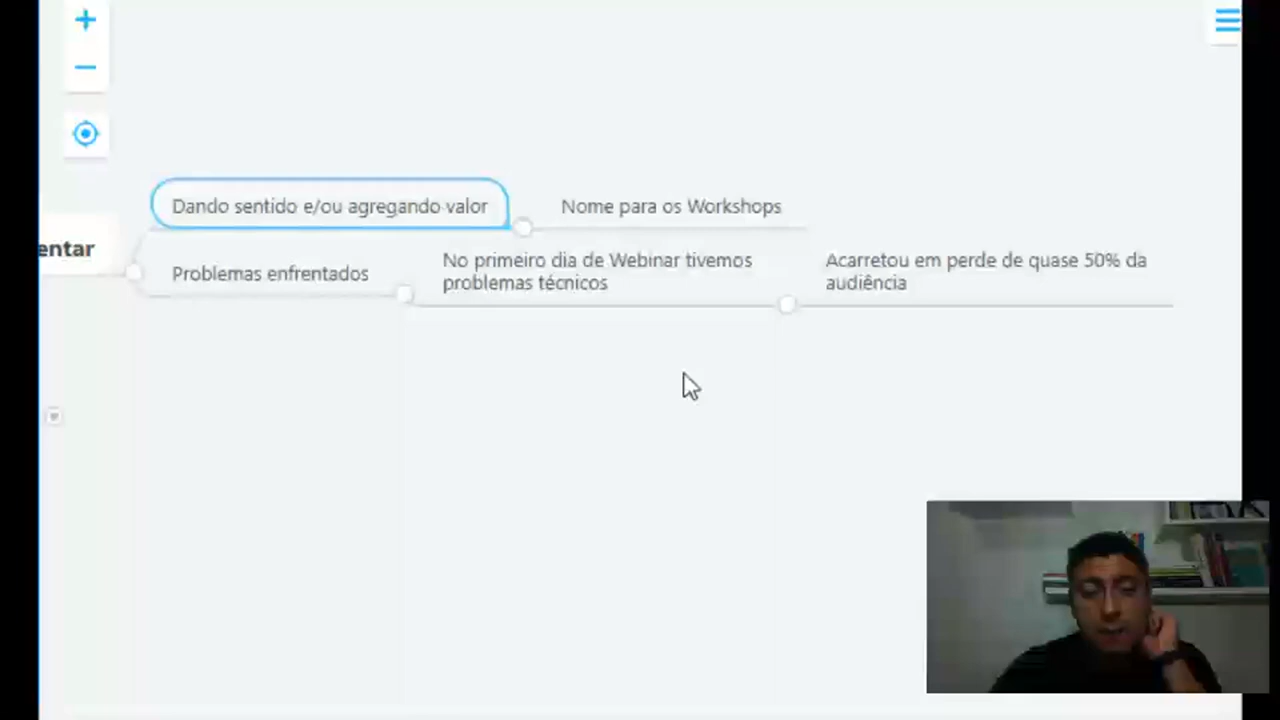 Dando sentido e/ou agregando valor
Nome para os Workshops
entar
Problemas enfrentados
No primeiro dia de Webinar tivemos
problemas técnicos
Acarretou em perde de quase 50% da
audiência